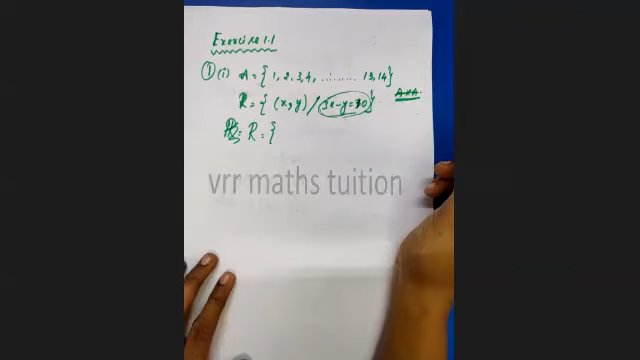 Exercise 1.1
① (i) A = { 1, 2, 3, 4, ......... 13, 14}
R = { (x, y) / 3x - y = 0 } A×A
R = {
vrr maths tuition